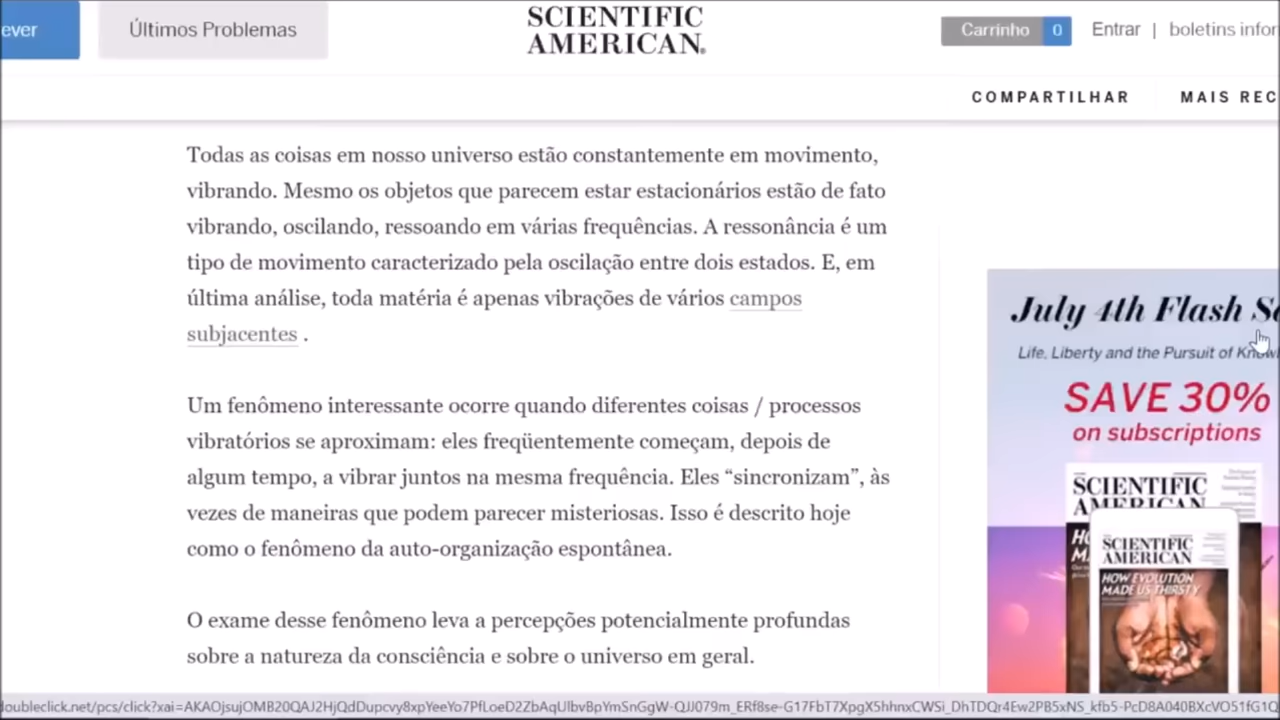 ever
Últimos Problemas
SCIENTIFIC
AMERICAN
Carrinho 0
Entrar | boletins infor
COMPARTILHAR
MAIS REC
Todas as coisas em nosso universo estão constantemente em movimento,
vibrando. Mesmo os objetos que parecem estar estacionários estão de fato
vibrando, oscilando, ressoando em várias frequências. A ressonância é um
tipo de movimento caracterizado pela oscilação entre dois estados. E, em
última análise, toda matéria é apenas vibrações de vários campos
subjacentes .
Um fenômeno interessante ocorre quando diferentes coisas / processos
vibratórios se aproximam: eles freqüentemente começam, depois de
algum tempo, a vibrar juntos na mesma frequência. Eles “sincronizam”, às
vezes de maneiras que podem parecer misteriosas. Isso é descrito hoje
como o fenômeno da auto-organização espontânea.
O exame desse fenômeno leva a percepções potencialmente profundas
sobre a natureza da consciência e sobre o universo em geral.
July 4th Flash Sa
Life, Liberty and the Pursuit of Know
SAVE 30%
on subscriptions
SCIENTIFIC
AMERICAN
SCIENTIFIC
AMERICAN
HOW EVOLUTION
MADE US THIRSTY